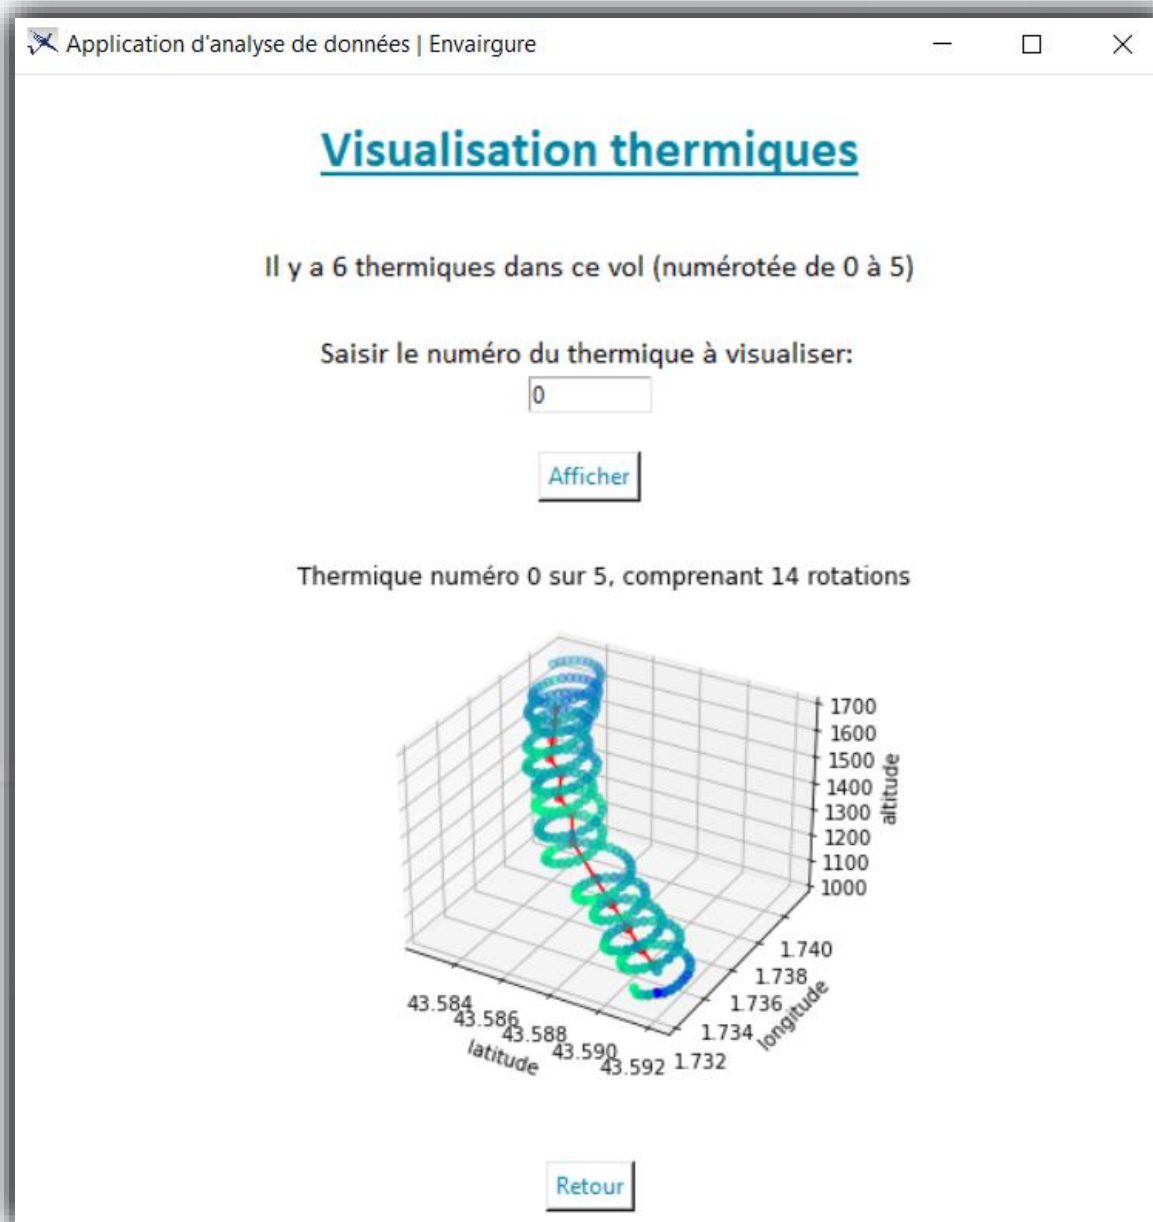 Application d'analyse de données | Envairgure
Visualisation thermiques
Il y a 6 thermiques dans ce vol (numérotée de 0 à 5)
Saisir le numéro du thermique à visualiser:
0
Afficher
Thermique numéro 0 sur 5, comprenant 14 rotations
1700
1600
1500
1400
1300
1200
1100
1000
altitude
1.740
1.738
1.736
1.734
1.732
longitude
43.584
43.586
43.588
43.590
43.592
latitude
Retour